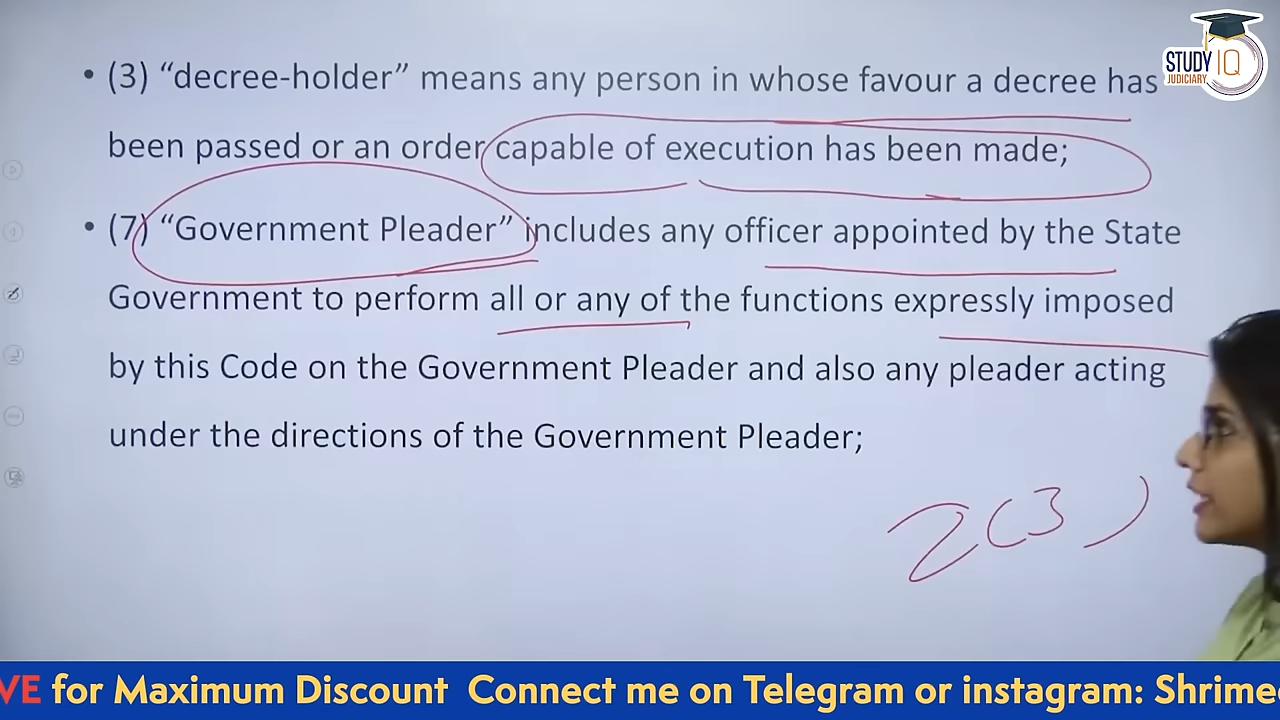 STUDY IQ
JUDICIARY
• (3) “decree-holder” means any person in whose favour a decree has
been passed or an order capable of execution has been made;
• (7) “Government Pleader” includes any officer appointed by the State
Government to perform all or any of the functions expressly imposed
by this Code on the Government Pleader and also any pleader acting
under the directions of the Government Pleader;
2(3)
VE for Maximum Discount Connect me on Telegram or instagram: